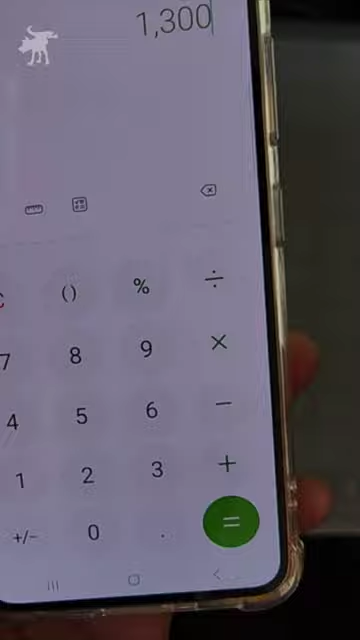 1,300
() % ÷
7 8 9 ×
4 5 6 −
1 2 3 +
+/− 0 . =